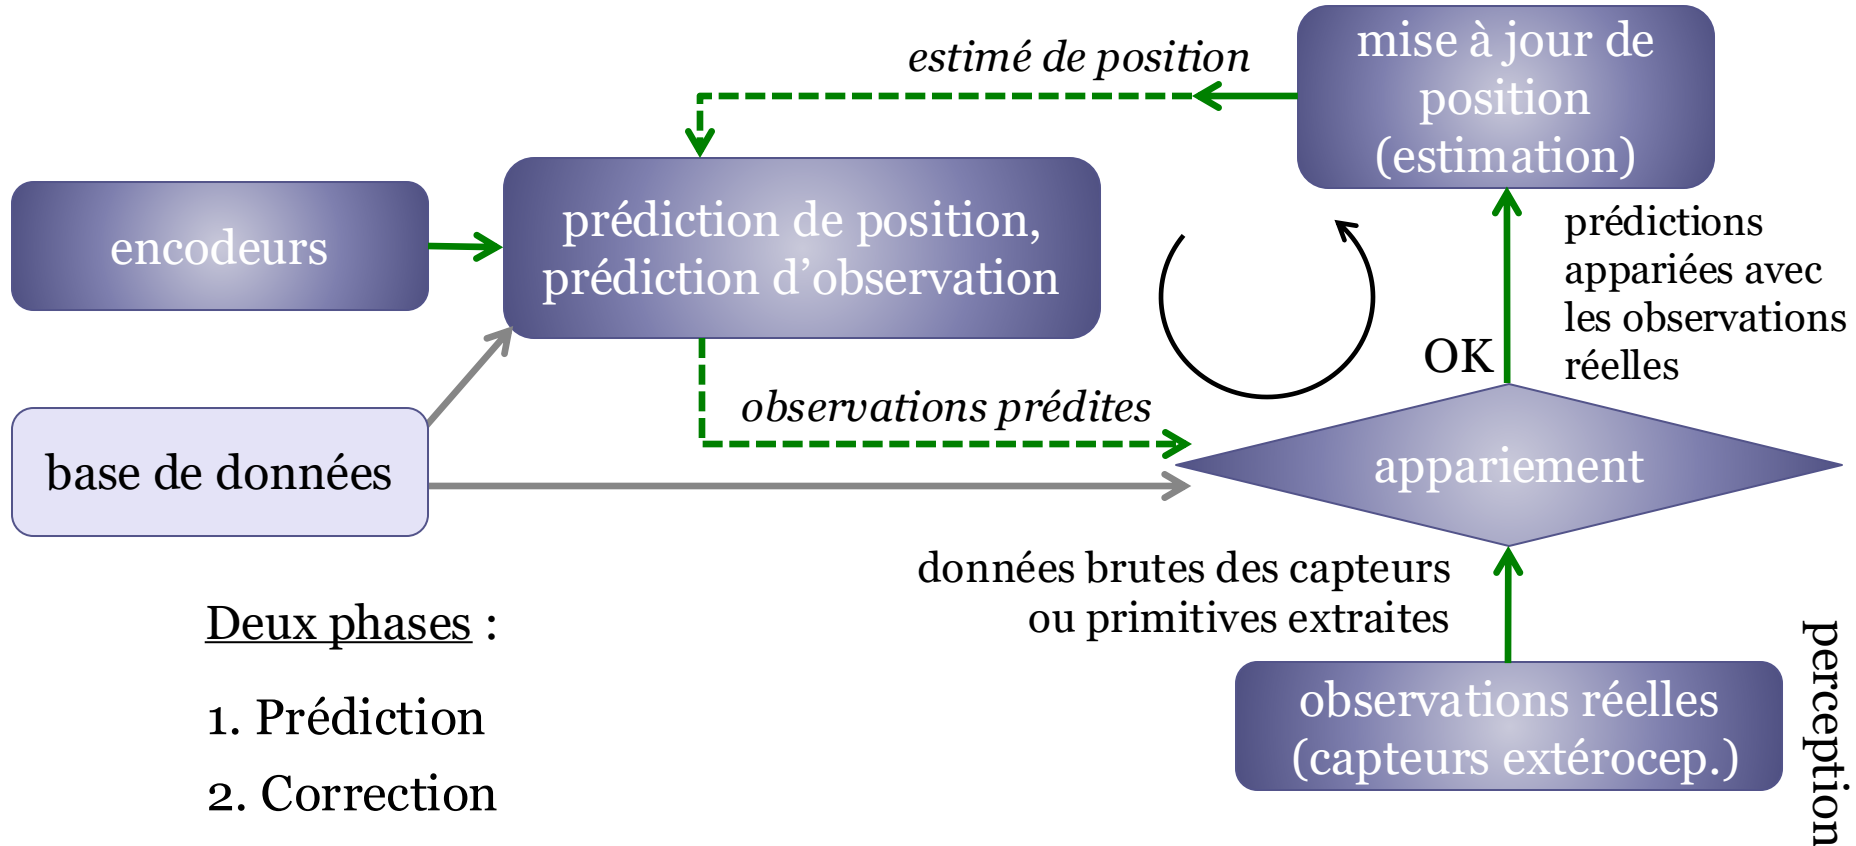 estimé de position
mise à jour de
position
(estimation)
encodeurs
prédiction de position,
prédiction d’observation
prédictions
appariées avec
les observations
réelles
OK
observations prédites
base de données
appariement
données brutes des capteurs
ou primitives extraites
Deux phases :
1. Prédiction
2. Correction
observations réelles
(capteurs extérocep.)
perception